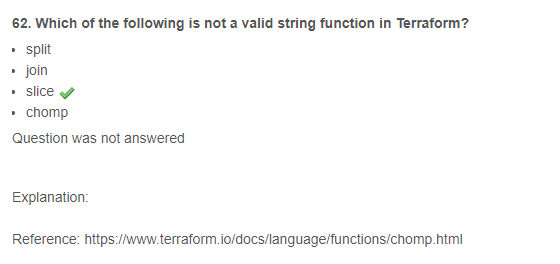 62. Which of the following is not a valid string function in Terraform?
• split
• join
• slice
• chomp
Question was not answered
Explanation:
Reference: https://www.terraform.io/docs/language/functions/chomp.html